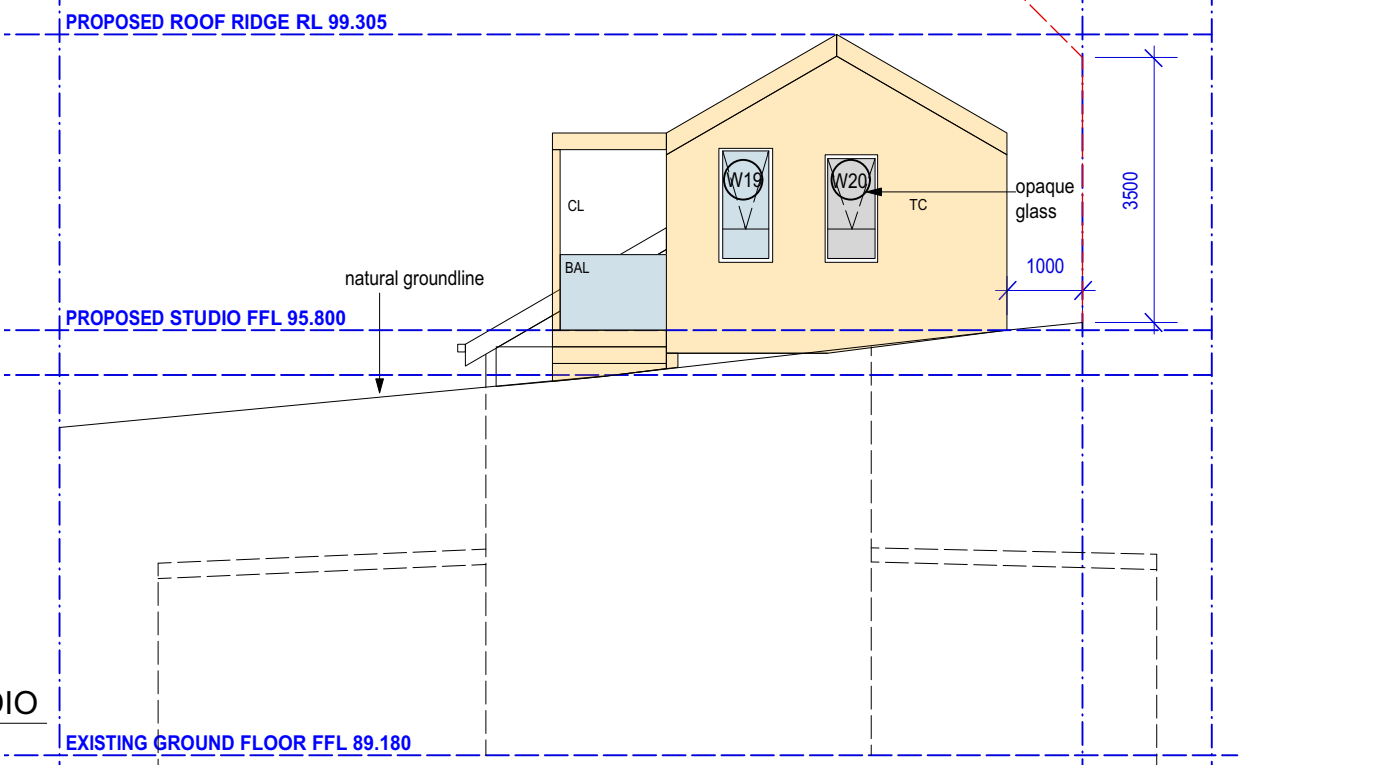 PROPOSED ROOF RIDGE RL 99.305
W19
W20
opaque
glass
TC
CL
3500
1000
BAL
natural groundline
PROPOSED STUDIO FFL 95.800
DIO
EXISTING GROUND FLOOR FFL 89.180